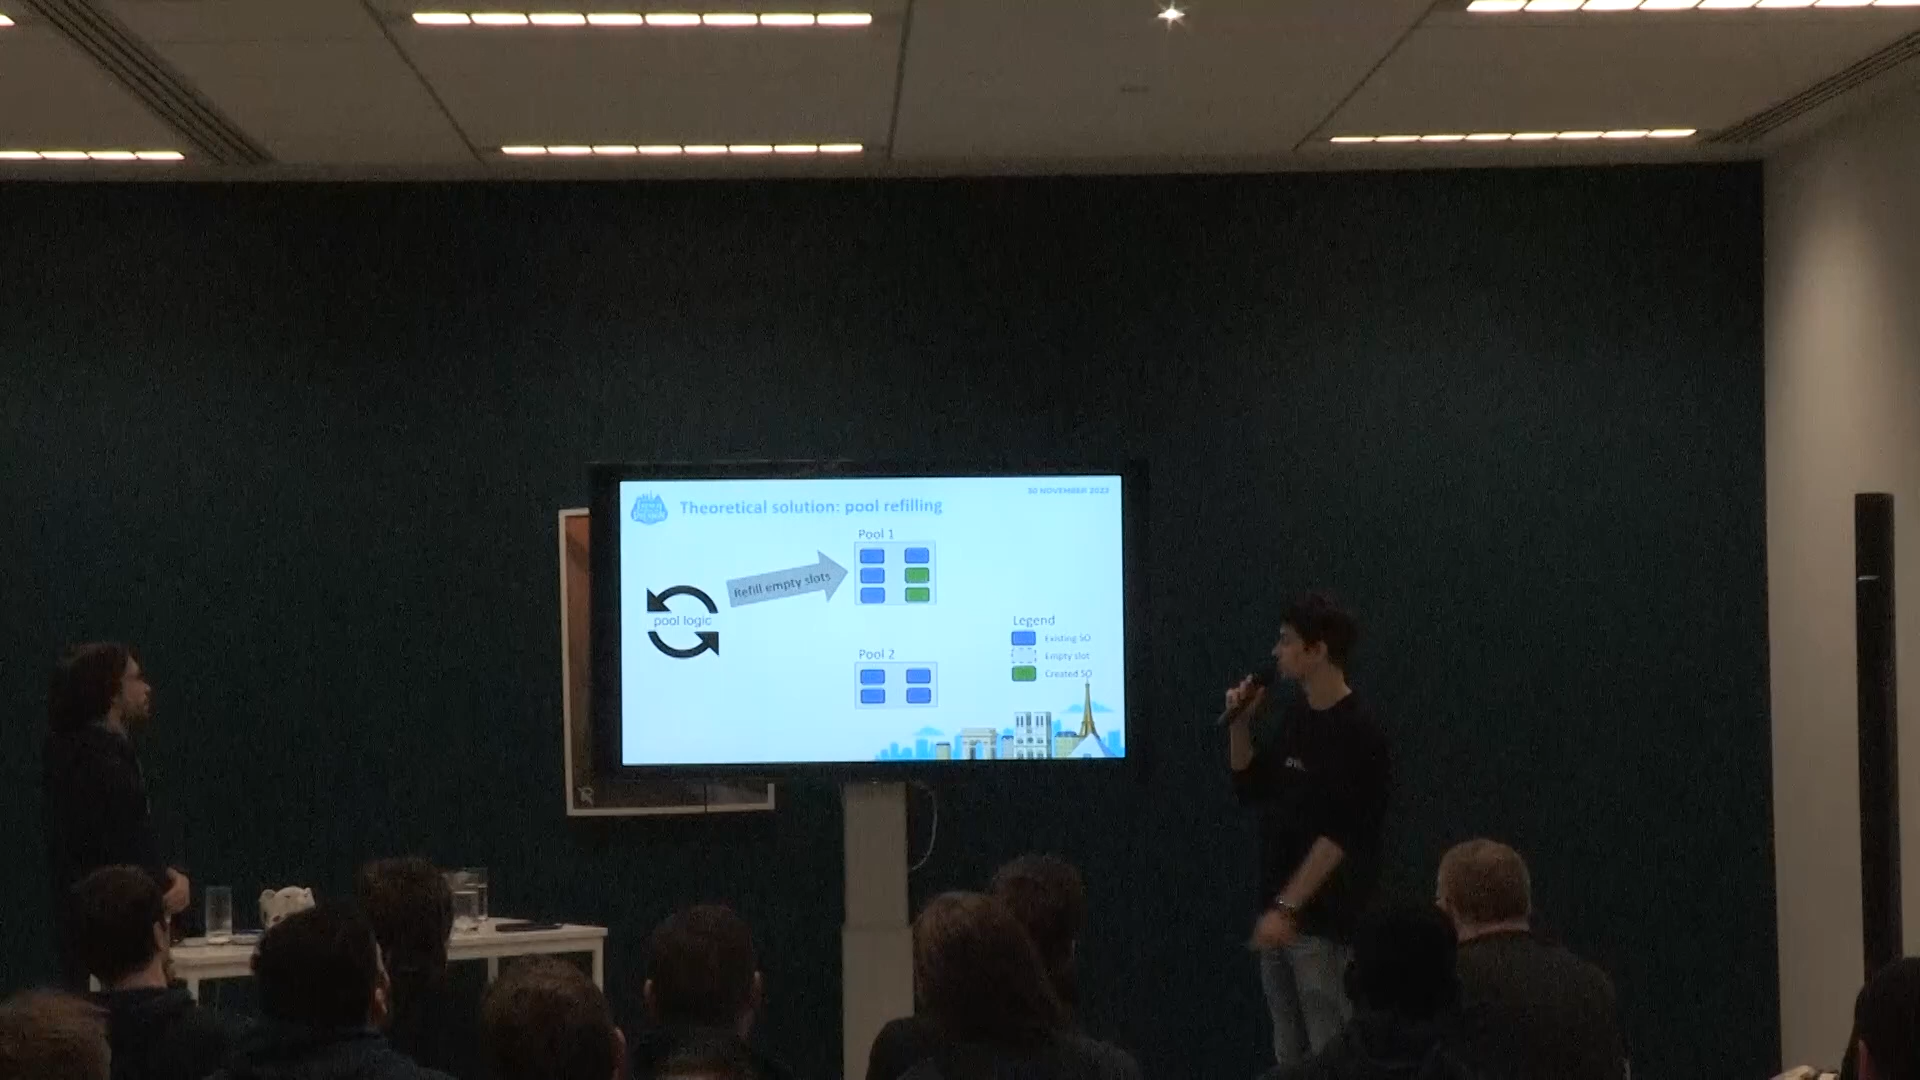 30 NOVEMBER 2023
Theoretical solution: pool refilling
Pool 1
Refill empty slots
pool logic
Legend
Existing SO
Empty slot
Created SO
Pool 2